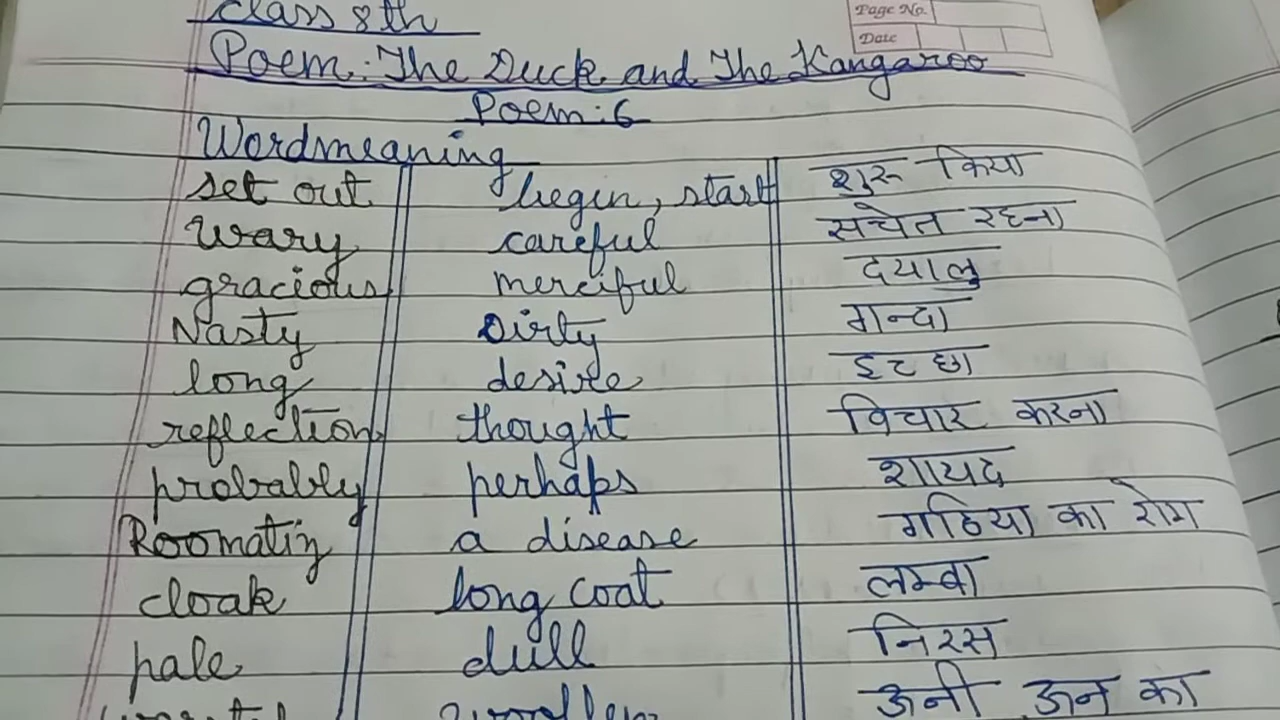 class 8th
Page No.
Date
Poem: The Duck and The Kangaroo
Poem: 6
Wordmeaning
set out begin, start शुरू किया
wary careful सचेत रहना
gracious merciful दयालु
Nasty Dirty गन्दा
long desire इच्छा
reflection thought विचार करना
probably perhaps शायद
Roomatiz a disease गठिया का रोग
cloak long coat लम्बा
pale dull निरस
woollen ऊनी ऊन का